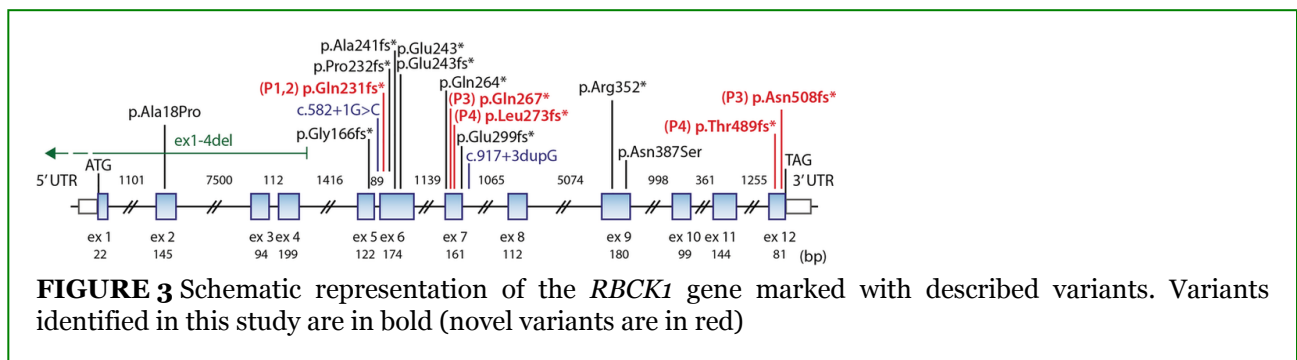 p.Ala241fs* p.Glu243*
p.Pro232fs* p.Glu243fs*
(P1,2) p.Gln231fs* p.Gln264* p.Arg352*
(P3) p.Gln267* (P3) p.Asn508fs*
p.Ala18Pro c.582+1G>C (P4) p.Leu273fs*
ex1-4del p.Gly166fs* p.Glu299fs* (P4) p.Thr489fs*
ATG c.917+3dupG p.Asn387Ser TAG
5' UTR 1101 7500 112 1416 89 1139 1065 5074 998 361 1255 3' UTR
ex 1 ex 2 ex 3 ex 4 ex 5 ex 6 ex 7 ex 8 ex 9 ex 10 ex 11 ex 12
22 145 94 199 122 174 161 112 180 99 144 81 (bp)
FIGURE 3 Schematic representation of the RBCK1 gene marked with described variants. Variants
identified in this study are in bold (novel variants are in red)